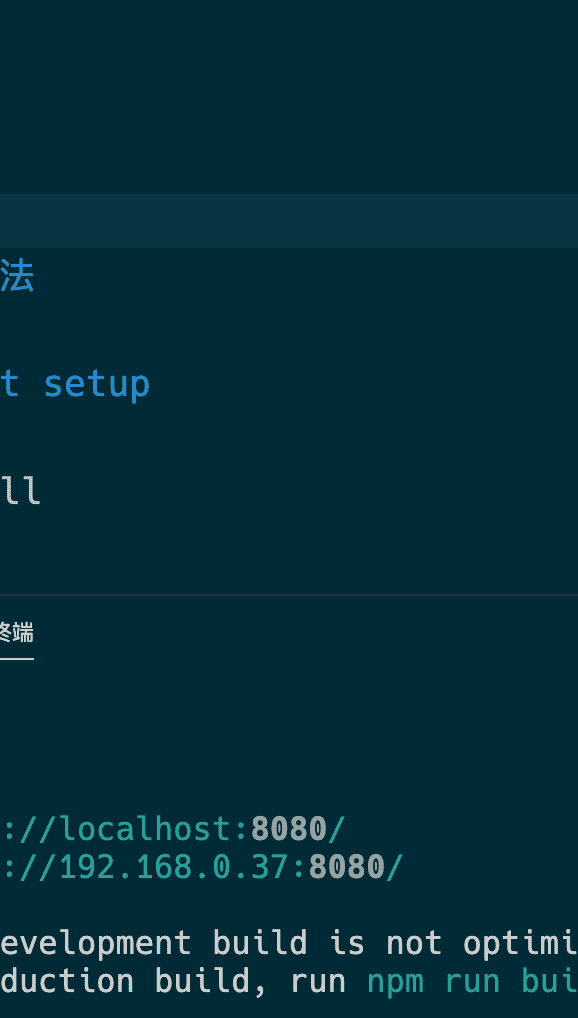 法
t setup
ll
终端
://localhost:8080/
://192.168.0.37:8080/
evelopment build is not optimi
duction build, run npm run bui